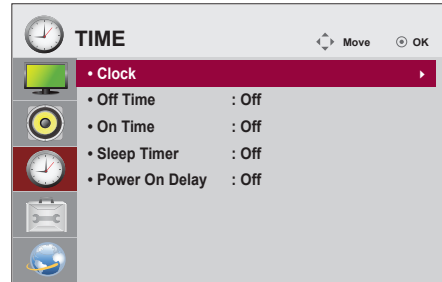 TIME Move OK
• Clock
• Off Time : Off
• On Time : Off
• Sleep Timer : Off
• Power On Delay : Off